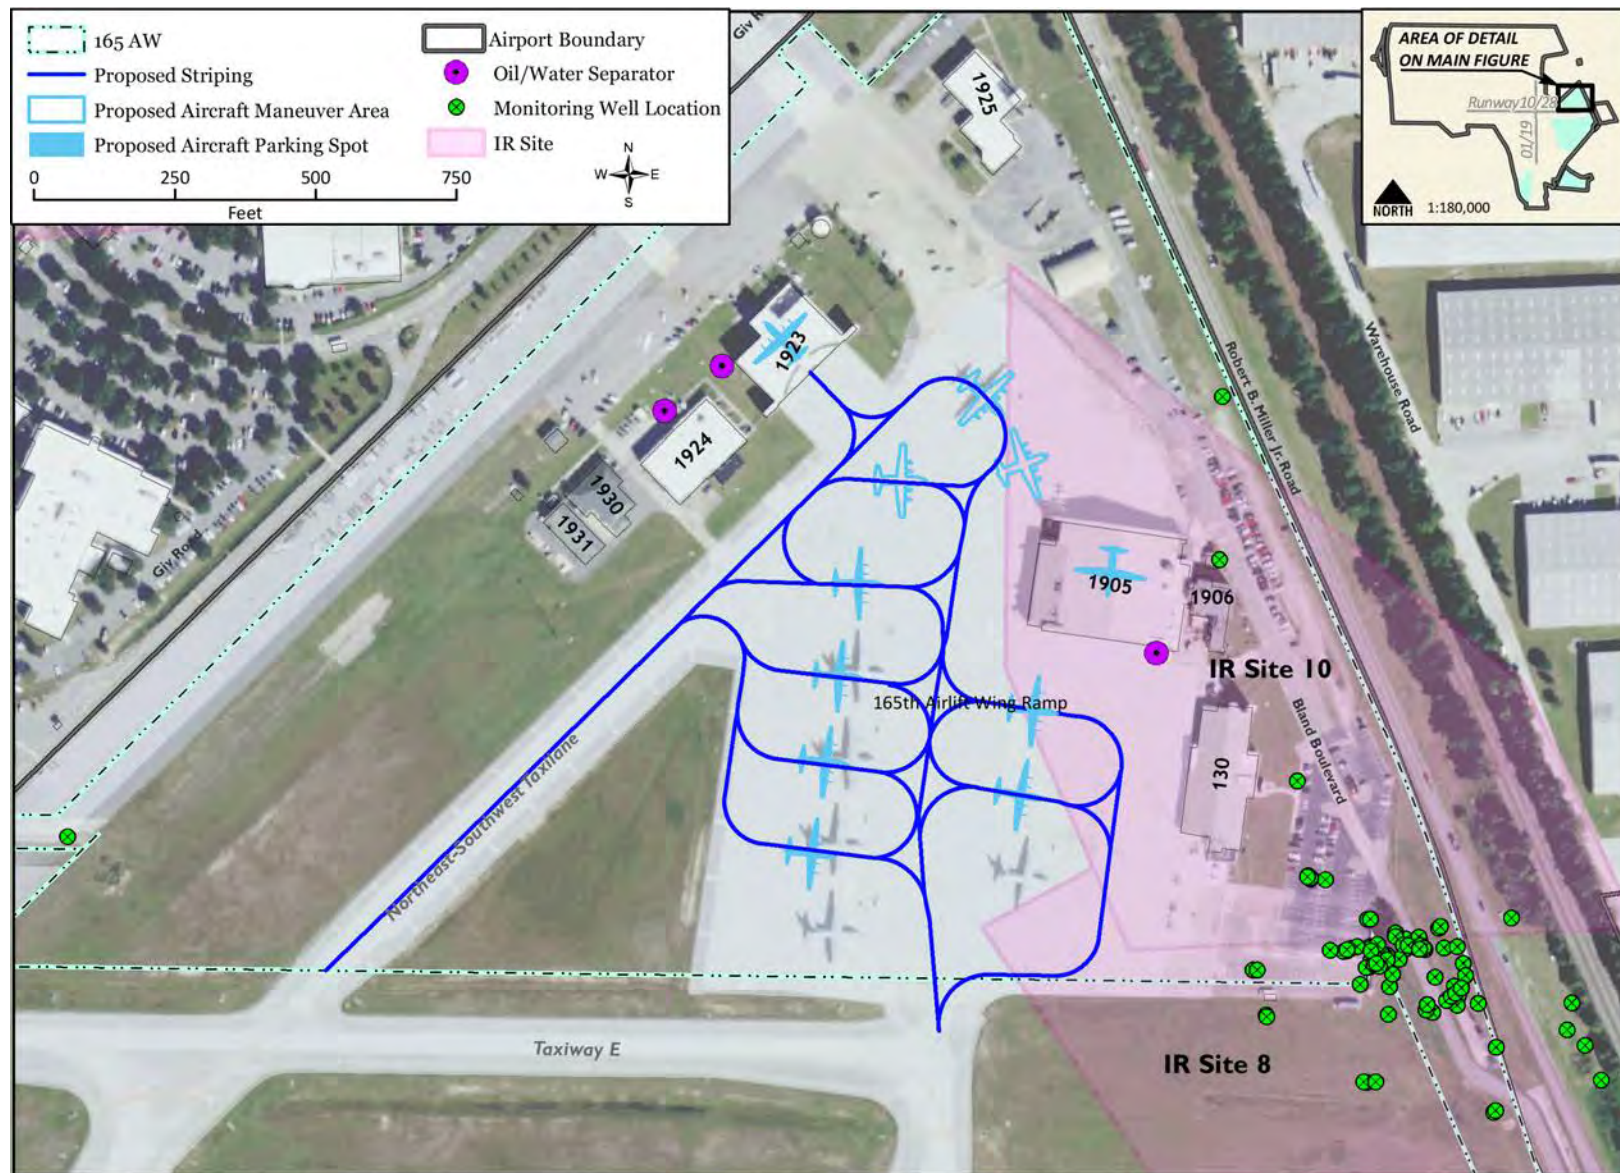 165 AW
Proposed Striping
Proposed Aircraft Maneuver Area
Proposed Aircraft Parking Spot
0 250 500 750
Feet
Airport Boundary
Oil/Water Separator
Monitoring Well Location
IR Site
N
W E
S
AREA OF DETAIL
ON MAIN FIGURE
Runway10/28
01/19
NORTH 1:180,000
Giv R
1925
1923
1924
1930
1931
Giv Road
Robert B. Miller Jr. Road
Warehouse Road
1905
1906
IR Site 10
165th Airlift Wing Ramp
Bland Boulevard
130
Northeast-Southwest Taxilane
Taxiway E
IR Site 8